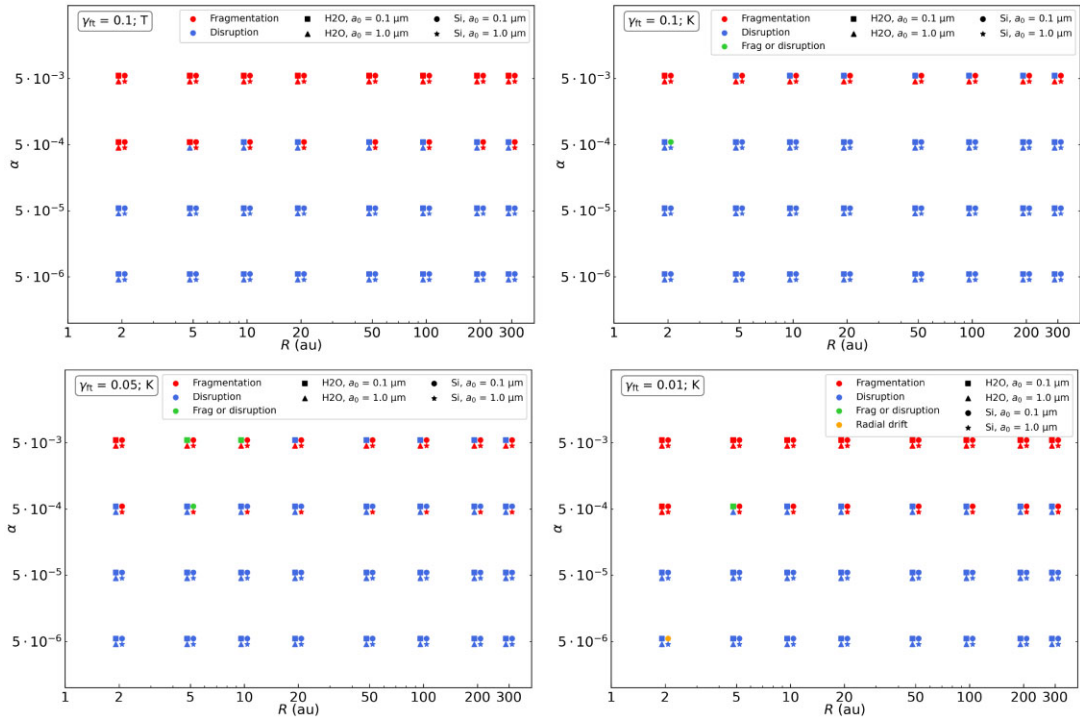 γft = 0.1; T
Fragmentation H2O, a0 = 0.1 μm Si, a0 = 0.1 μm
Disruption H2O, a0 = 1.0 μm Si, a0 = 1.0 μm
5·10⁻³
5·10⁻⁴
5·10⁻⁵
5·10⁻⁶
α
1 2 5 10 20 50 100 200 300
R (au)
γft = 0.1; K
Fragmentation H2O, a0 = 0.1 μm Si, a0 = 0.1 μm
Disruption H2O, a0 = 1.0 μm Si, a0 = 1.0 μm
Frag or disruption
5·10⁻³
5·10⁻⁴
5·10⁻⁵
5·10⁻⁶
α
1 2 5 10 20 50 100 200 300
R (au)
γft = 0.05; K
Fragmentation H2O, a0 = 0.1 μm Si, a0 = 0.1 μm
Disruption H2O, a0 = 1.0 μm Si, a0 = 1.0 μm
Frag or disruption
5·10⁻³
5·10⁻⁴
5·10⁻⁵
5·10⁻⁶
α
1 2 5 10 20 50 100 200 300
R (au)
γft = 0.01; K
Fragmentation H2O, a0 = 0.1 μm
Disruption H2O, a0 = 1.0 μm
Frag or disruption Si, a0 = 0.1 μm
Radial drift Si, a0 = 1.0 μm
5·10⁻³
5·10⁻⁴
5·10⁻⁵
5·10⁻⁶
α
1 2 5 10 20 50 100 200 300
R (au)